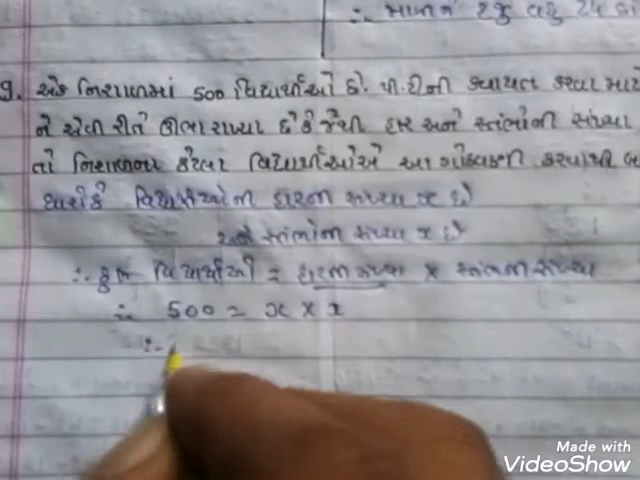 ∴ માળાને
9. એક નિશાળમાં 500 વિદ્યાર્થીઓ છે. પી.ટીની કવાયત કરવા માટે
ને એવી રીતે ઊભા રાખ્યા છે કે જેથી હાર અને સ્તંભોની સંખ્યા
તો નિશાળના કેટલા વિદ્યાર્થીઓએ આ ગોઠવણી કરવાથી
ધારોકે વિદ્યાર્થીઓની હારની સંખ્યા x છે
અને સ્તંભોની સંખ્યા x છે
∴ કુલ વિદ્યાર્થીઓ = હારની સંખ્યા × સ્તંભની સંખ્યા
∴ 500 = x × x
∴
Made with
VideoShow